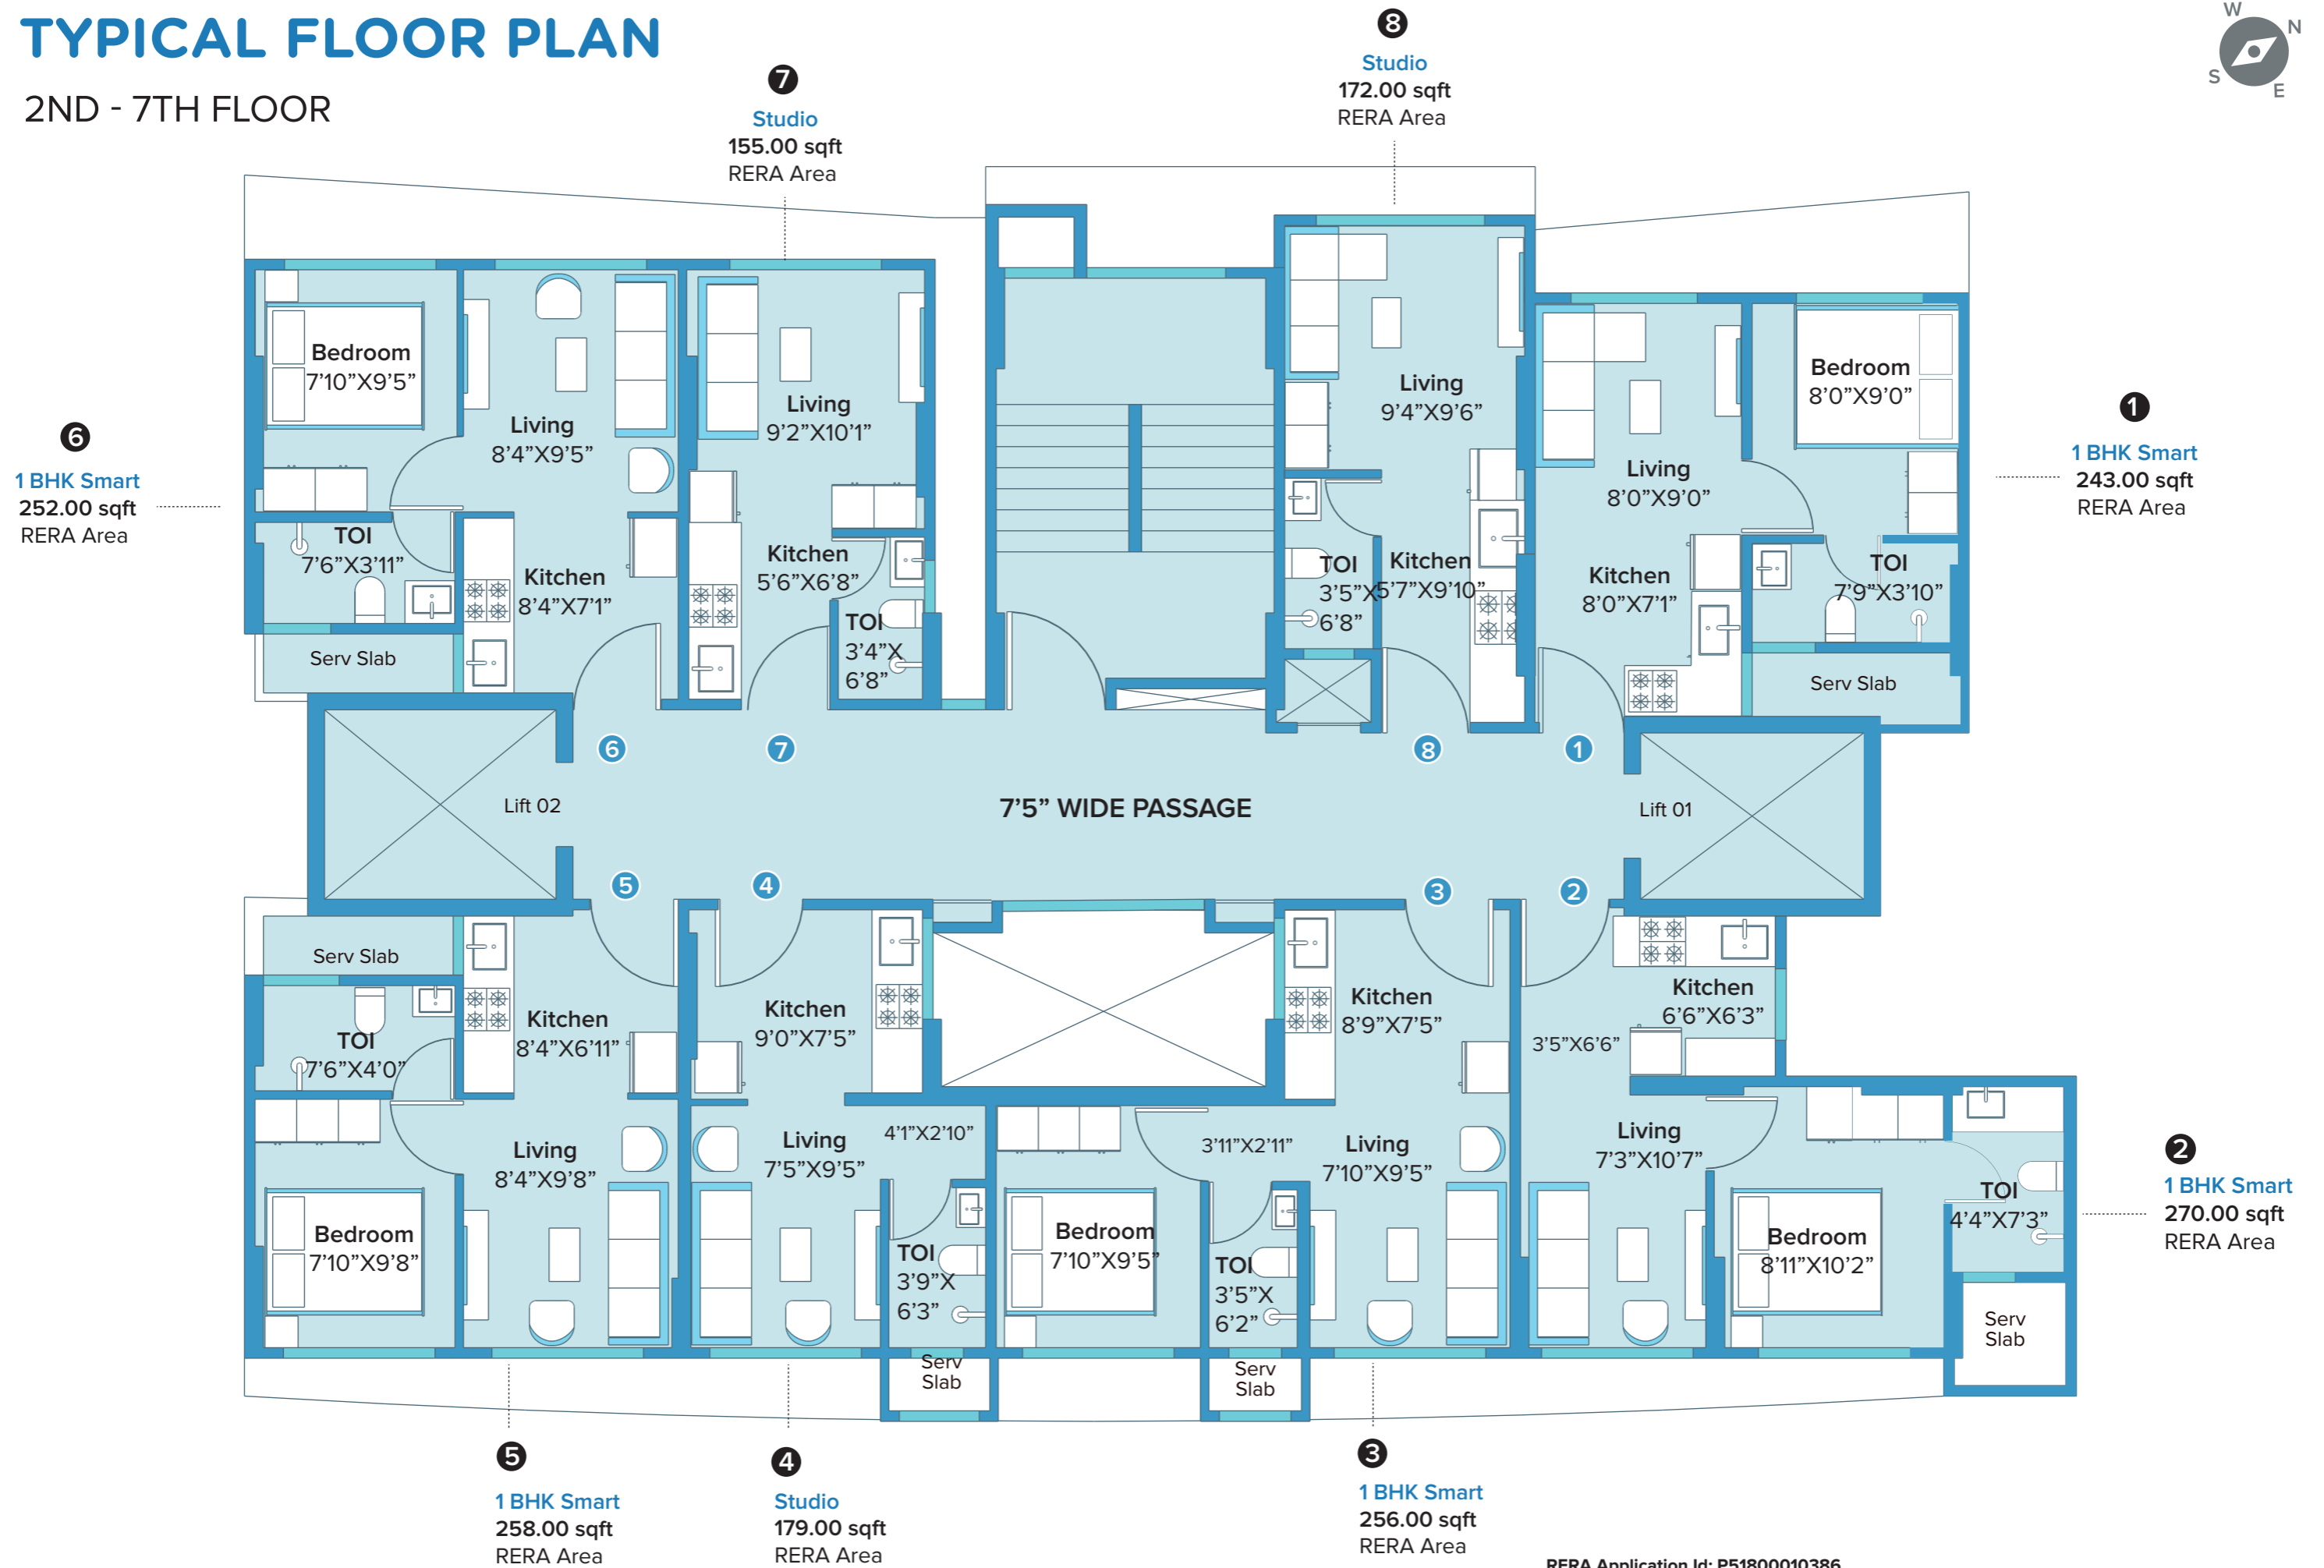 TYPICAL FLOOR PLAN
2ND - 7TH FLOOR
W
N
S
E
7
Studio
155.00 sqft
RERA Area
8
Studio
172.00 sqft
RERA Area
6
1 BHK Smart
252.00 sqft
RERA Area
1
1 BHK Smart
243.00 sqft
RERA Area
Bedroom
7'10"X9'5"
Living
8'4"X9'5"
TOI
7'6"X3'11"
Kitchen
8'4"X7'1"
Serv Slab
Living
9'2"X10'1"
Kitchen
5'6"X6'8"
TOI
3'4"X
6'8"
Living
9'4"X9'6"
TOI
3'5"X
6'8"
Kitchen
5'7"X9'10"
Living
8'0"X9'0"
Kitchen
8'0"X7'1"
Bedroom
8'0"X9'0"
TOI
7'9"X3'10"
Serv Slab
6
7
8
1
Lift 02
7'5" WIDE PASSAGE
Lift 01
5
4
3
2
Serv Slab
TOI
7'6"X4'0"
Kitchen
8'4"X6'11"
Living
8'4"X9'8"
Bedroom
7'10"X9'8"
Kitchen
9'0"X7'5"
Living
7'5"X9'5"
4'1"X2'10"
TOI
3'9"X
6'3"
Serv
Slab
Bedroom
7'10"X9'5"
3'11"X2'11"
TOI
3'5"X
6'2"
Serv
Slab
Kitchen
8'9"X7'5"
Living
7'10"X9'5"
Kitchen
6'6"X6'3"
3'5"X6'6"
Living
7'3"X10'7"
Bedroom
8'11"X10'2"
TOI
4'4"X7'3"
Serv
Slab
2
1 BHK Smart
270.00 sqft
RERA Area
5
1 BHK Smart
258.00 sqft
RERA Area
4
Studio
179.00 sqft
RERA Area
3
1 BHK Smart
256.00 sqft
RERA Area
RERA Application Id: P51800010386